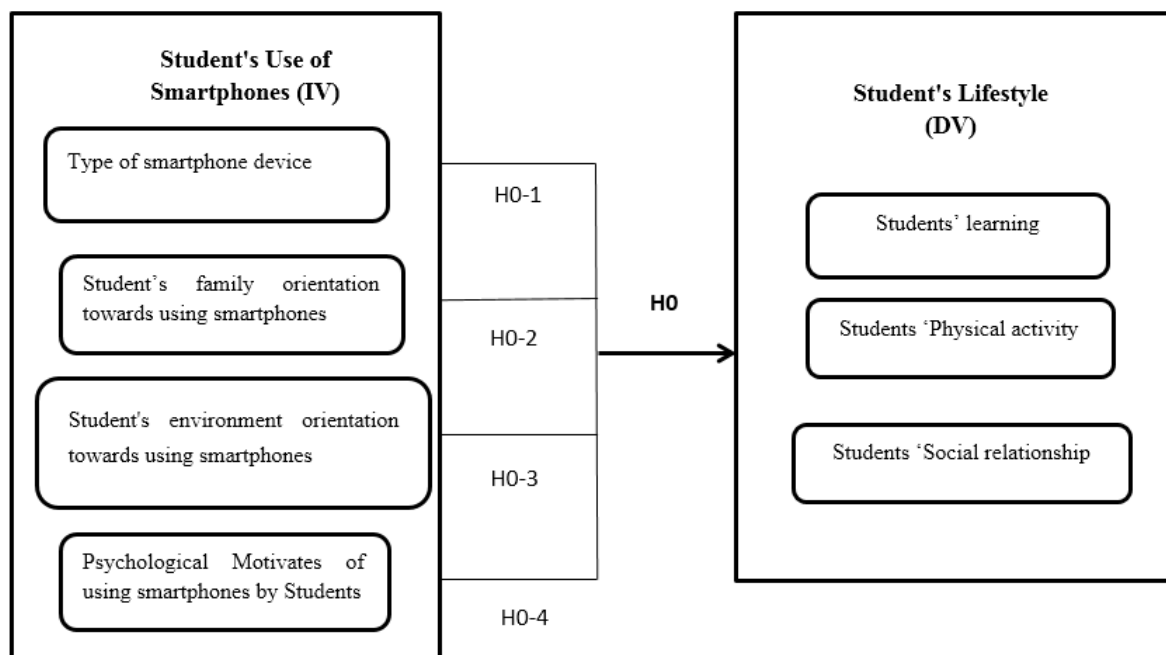 Student's Use of
Smartphones (IV)
Type of smartphone device
Student’s family orientation
towards using smartphones
Student's environment orientation
towards using smartphones
Psychological Motivates of
using smartphones by Students
H0-1
H0-2
H0-3
H0-4
H0
Student's Lifestyle
(DV)
Students’ learning
Students ‘Physical activity
Students ‘Social relationship